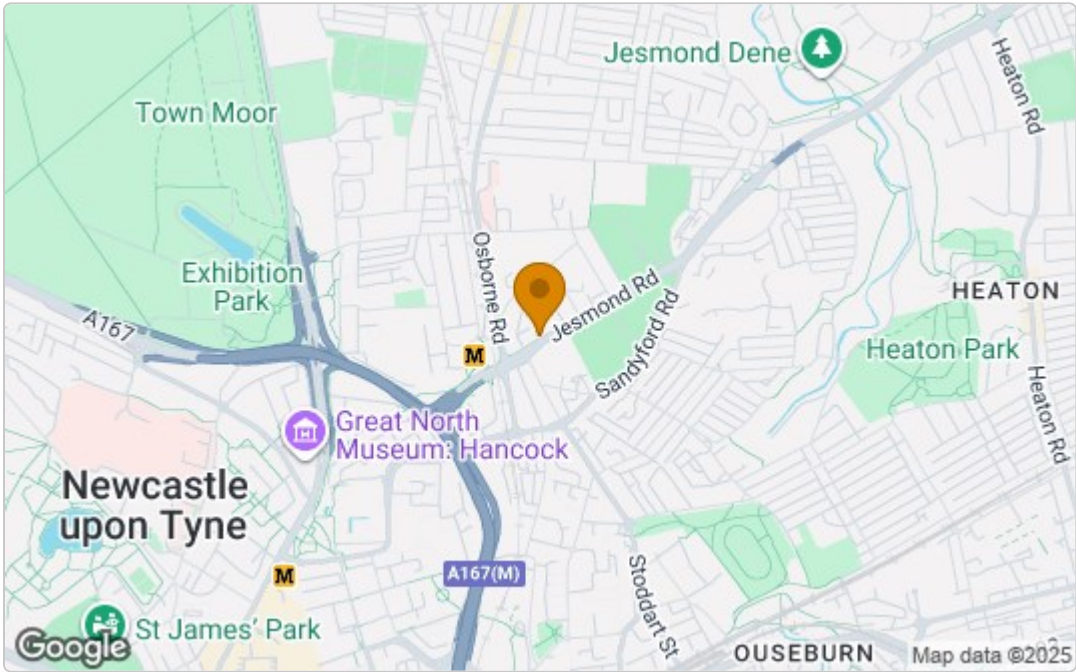 Jesmond Dene
Heaton Rd
Town Moor
Osborne Rd
Exhibition
Park
Jesmond Rd
HEATON
A167
Sandyford Rd
Heaton Park
M
Heaton Rd
Great North
Museum: Hancock
Newcastle
upon Tyne
A167(M)
M
Stoddart St
St James' Park
OUSEBURN
Google
Map data ©2025